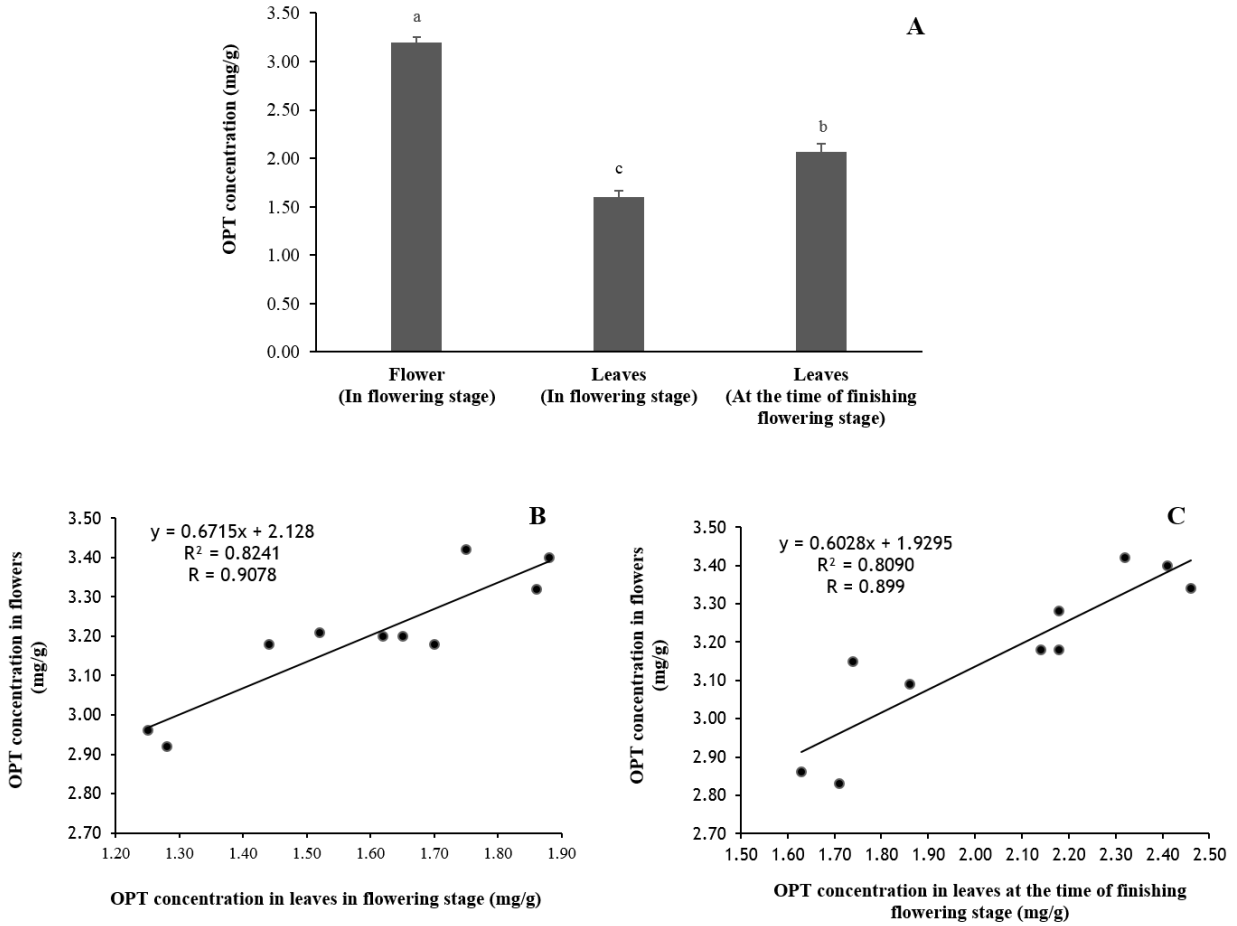 A
OPT concentration (mg/g)
3.50
3.00
2.50
2.00
1.50
1.00
0.50
0.00
a
c
b
Flower
(In flowering stage)
Leaves
(In flowering stage)
Leaves
(At the time of finishing
flowering stage)
B
OPT concentration in flowers
(mg/g)
y = 0.6715x + 2.128
R² = 0.8241
R = 0.9078
3.50
3.40
3.30
3.20
3.10
3.00
2.90
2.80
2.70
1.20 1.30 1.40 1.50 1.60 1.70 1.80 1.90
OPT concentration in leaves in flowering stage (mg/g)
C
OPT concentration in flowers
(mg/g)
y = 0.6028x + 1.9295
R² = 0.8090
R = 0.899
3.50
3.40
3.30
3.20
3.10
3.00
2.90
2.80
2.70
1.50 1.60 1.70 1.80 1.90 2.00 2.10 2.20 2.30 2.40 2.50
OPT concentration in leaves at the time of finishing
flowering stage (mg/g)